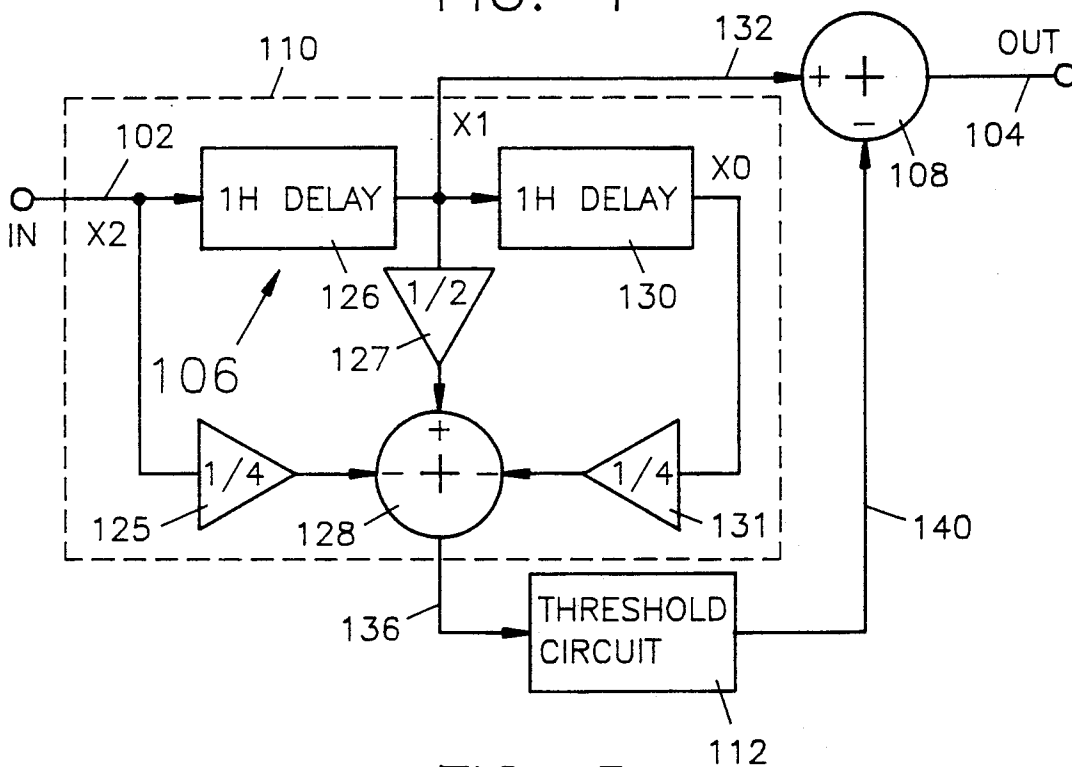 132
OUT
110
+ +
−
X1
104
108
102
1H DELAY
1H DELAY
X0
IN
X2
126
1/2
130
127
106
+
1/4
− + −
1/4
125
128
131
140
136
THRESHOLD
CIRCUIT
112